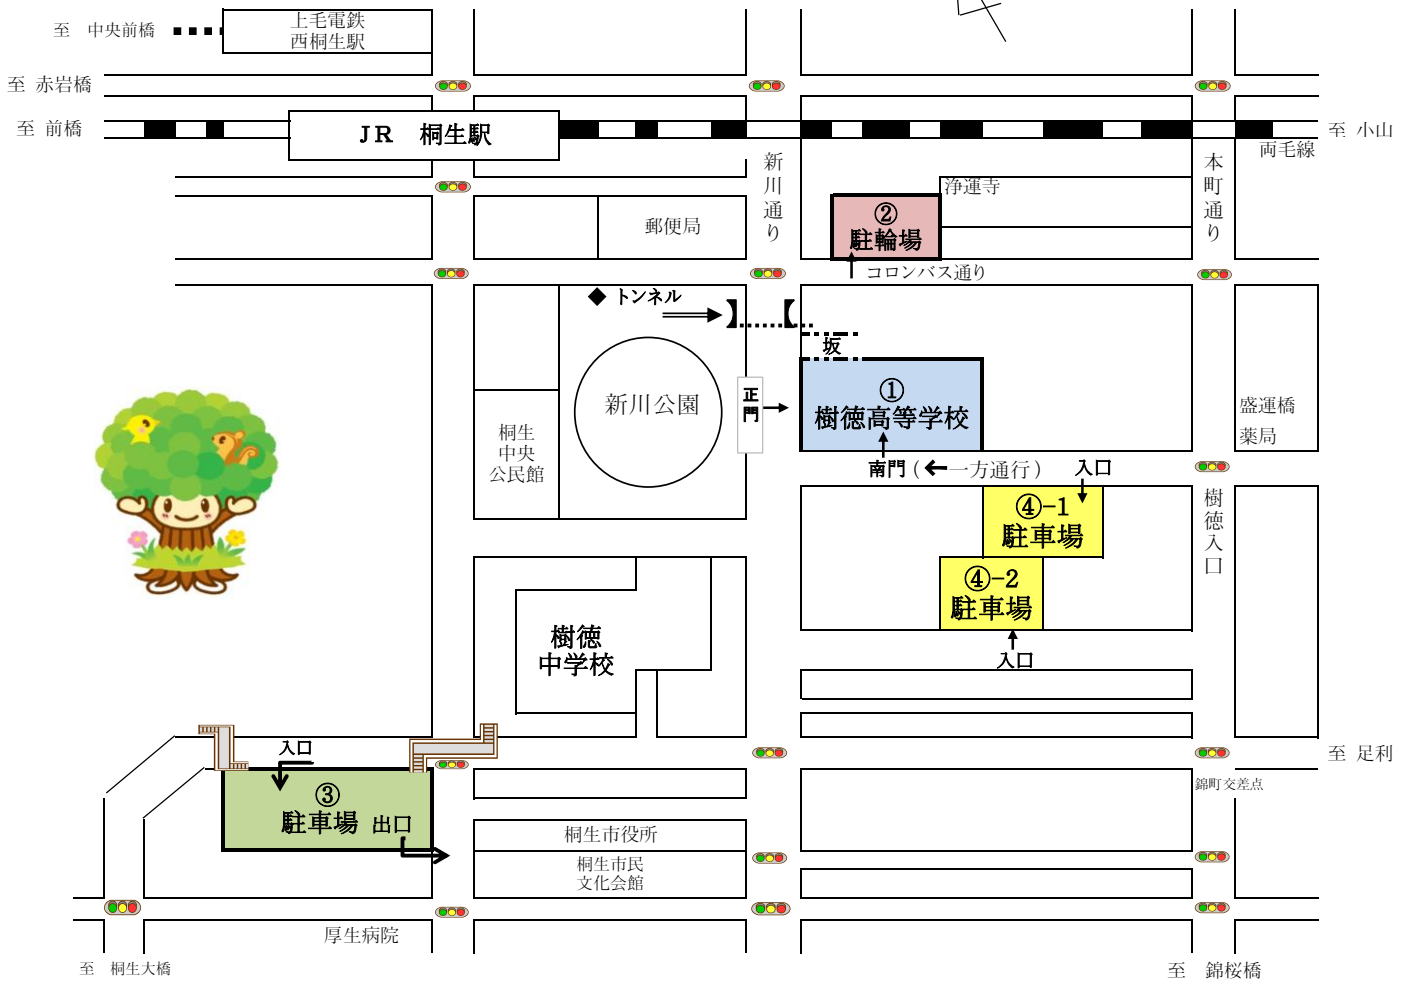 上毛電鉄
西桐生駅
至 中央前橋
至 赤岩橋
至 前橋
JR 桐生駅
至 小山
両毛線
新川通り
本町通り
浄運寺
②
駐輪場
郵便局
コロンバス通り
◆ トンネル
坂
正門
①
樹徳高等学校
新川公園
盛運橋
薬局
桐生
中央
公民館
南門 (←一方通行)
入口
④-1
駐車場
樹徳入口
④-2
駐車場
入口
樹徳
中学校
入口
至 足利
錦町交差点
③
駐車場 出口
桐生市役所
桐生市民
文化会館
厚生病院
至 桐生大橋
至 錦桜橋